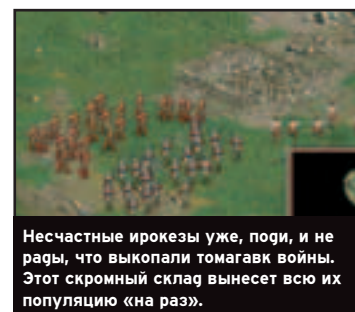 Несчастные ирокезы уже, поди, и не
рады, что выкопали томагавк войны.
Этот скромный склад вынесет всю их
популяцию «на раз».